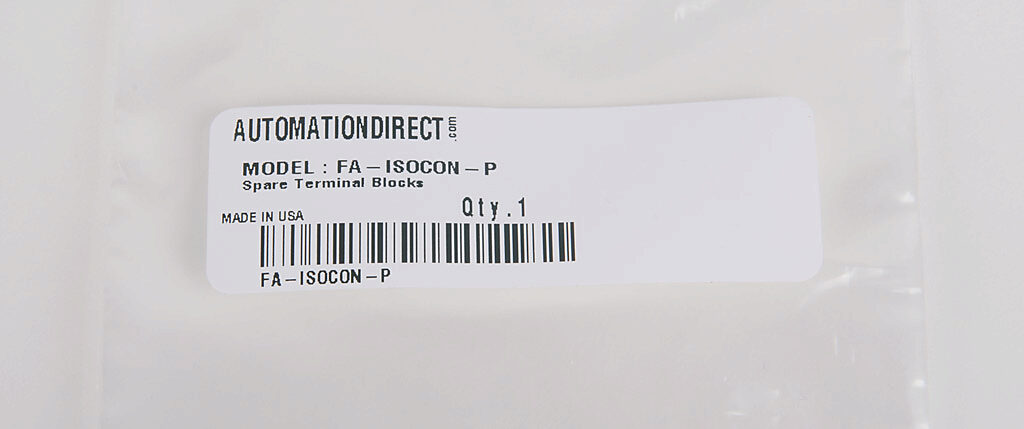 AUTOMATIONDIRECT.com
MODEL : FA-ISOCON-P
Spare Terminal Blocks
Qty.1
MADE IN USA
FA-ISOCON-P